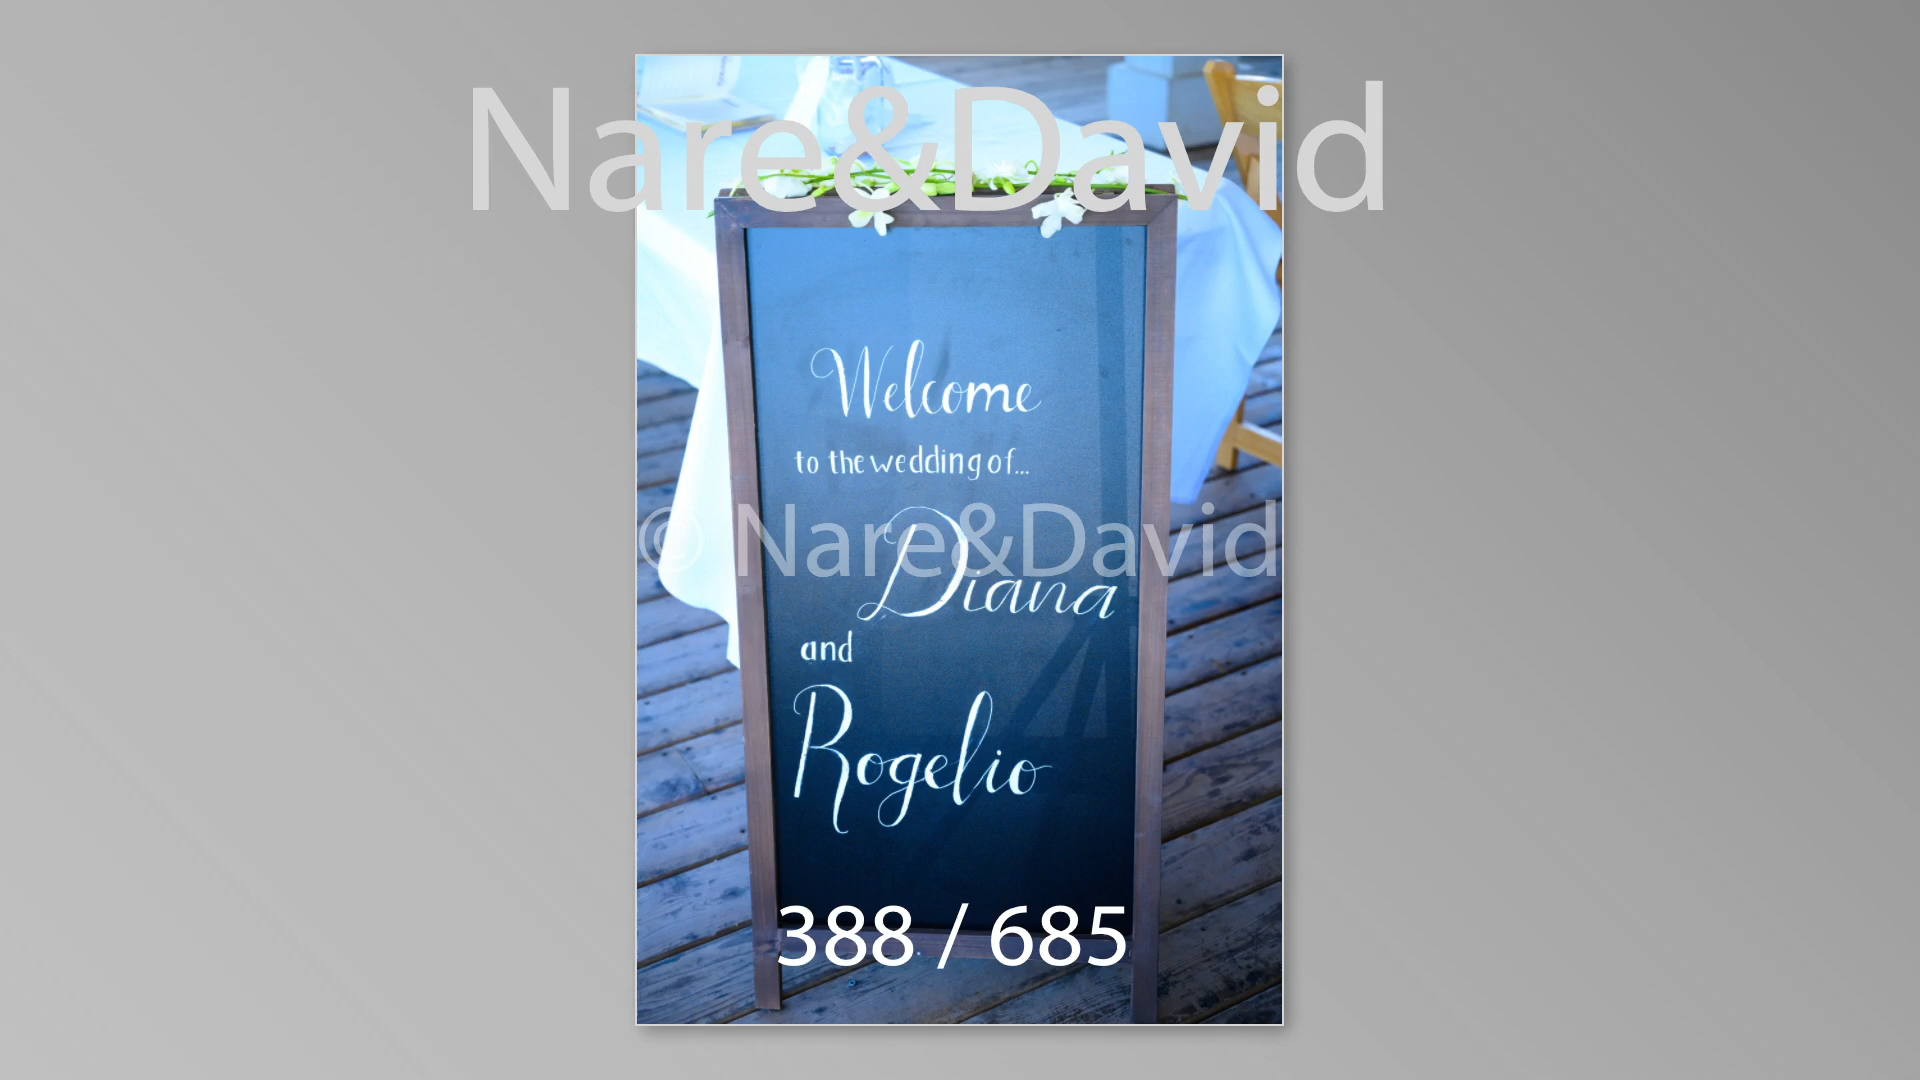 Nare&David
Welcome
to the wedding of...
© Nare&David
Diana
and
Rogelio
388 / 685